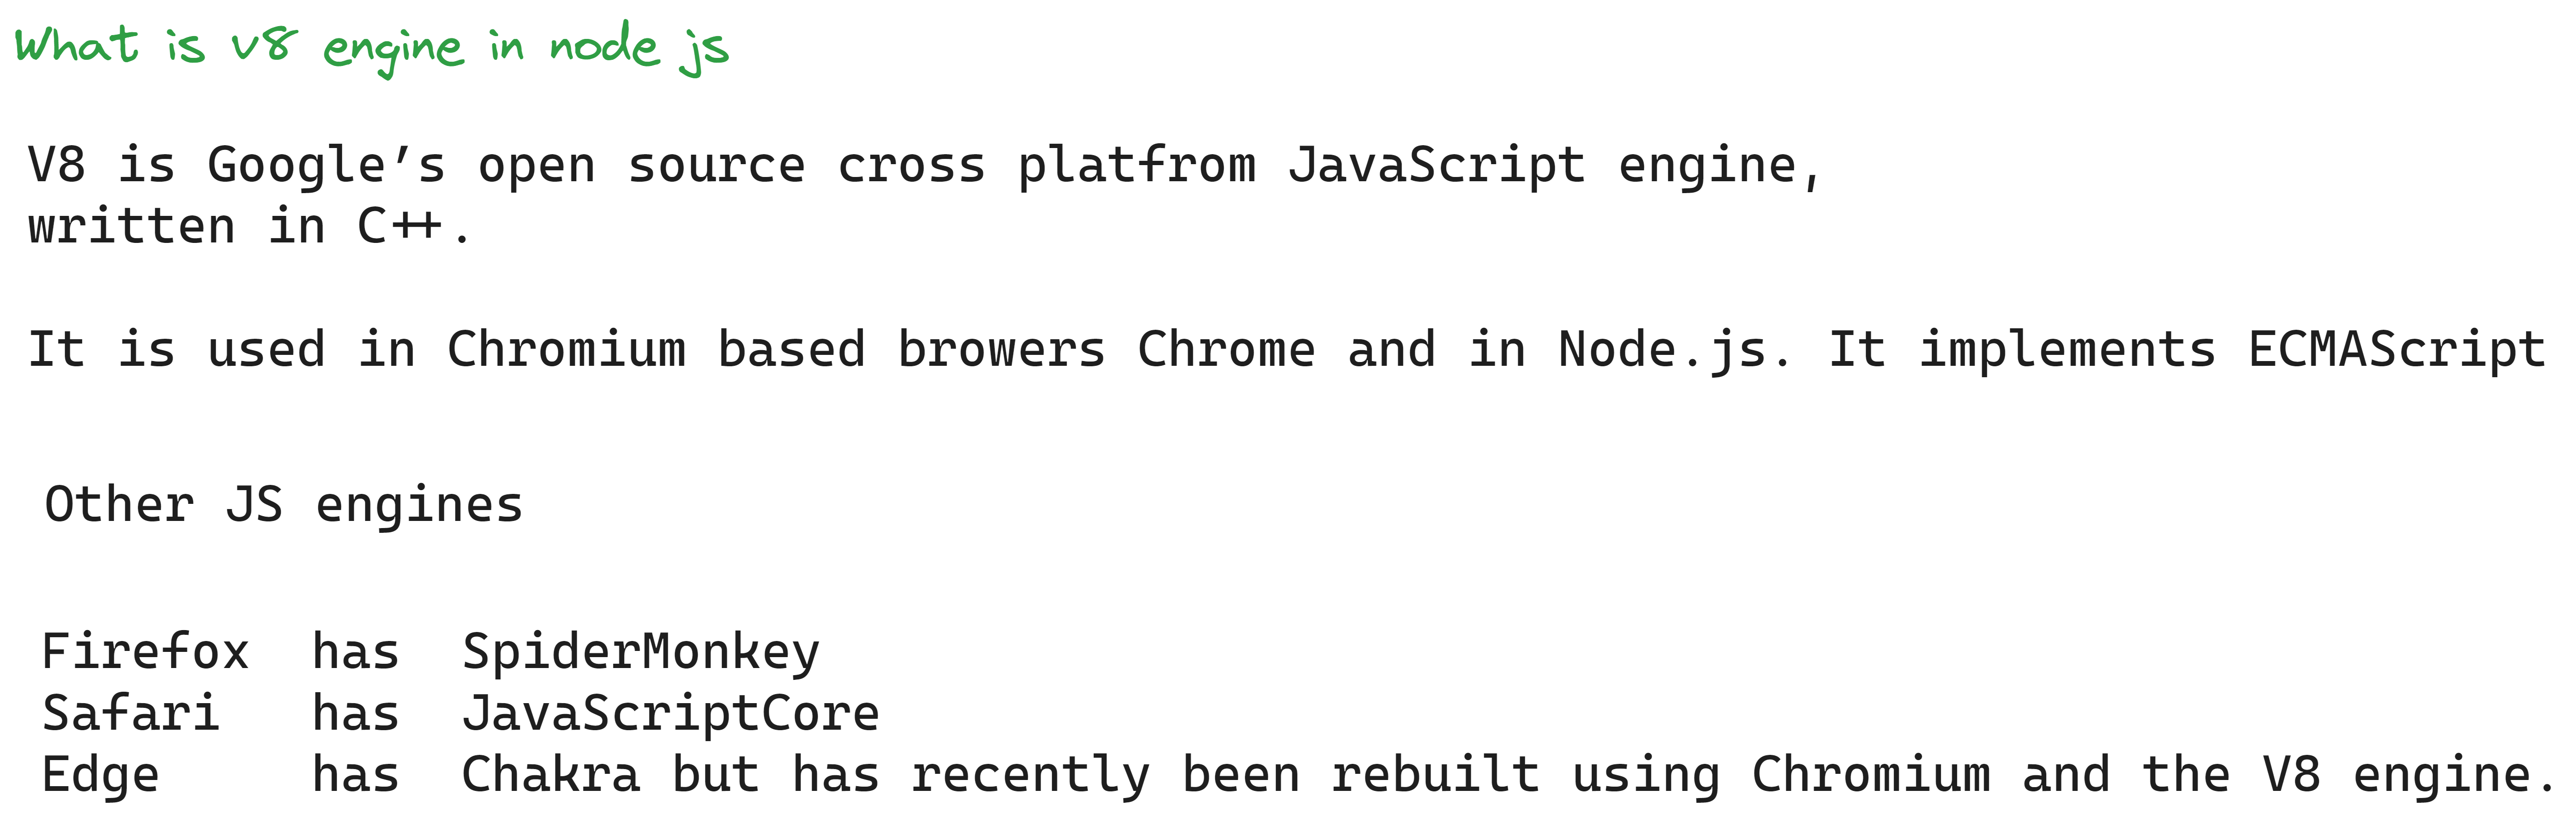 What is v8 engine in node js
V8 is Google’s open source cross platfrom JavaScript engine,
written in C++.
It is used in Chromium based browers Chrome and in Node.js. It implements ECMAScript
Other JS engines
Firefox has SpiderMonkey
Safari has JavaScriptCore
Edge has Chakra but has recently been rebuilt using Chromium and the V8 engine.